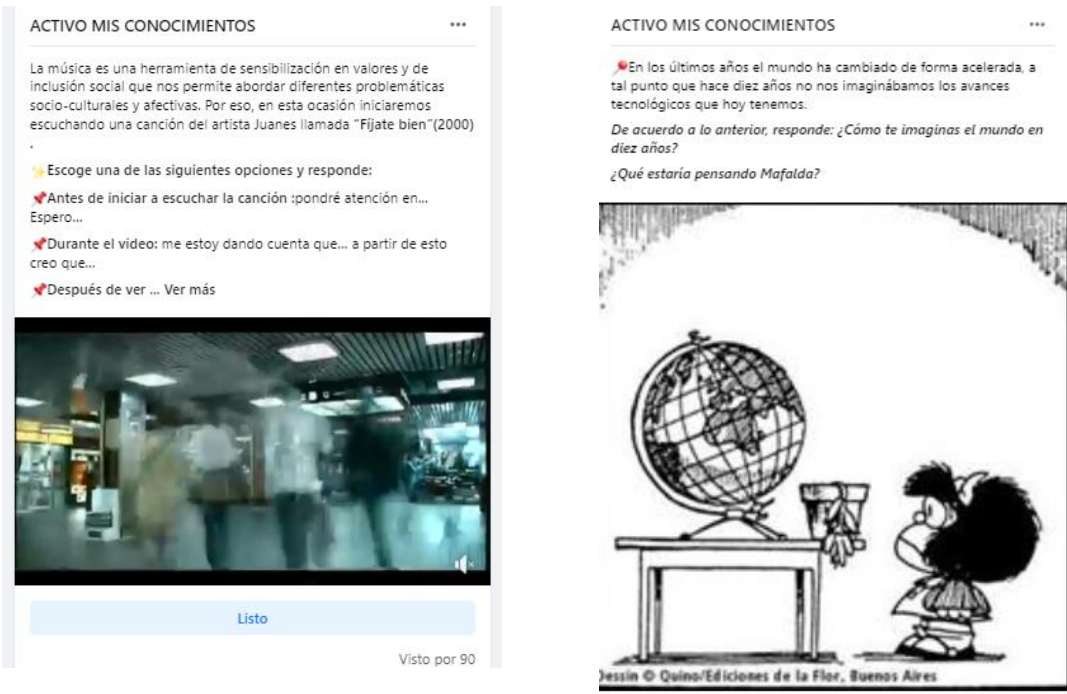 ACTIVO MIS CONOCIMIENTOS
La música es una herramienta de sensibilización en valores y de
inclusión social que nos permite abordar diferentes problemáticas
socio-culturales y afectivas. Por eso, en esta ocasión iniciaremos
escuchando una canción del artista Juanes llamada "Fíjate bien"(2000)
.
Escoge una de las siguientes opciones y responde:
Antes de iniciar a escuchar la canción :pondré atención en...
Espero...
Durante el video: me estoy dando cuenta que... a partir de esto
creo que...
Después de ver ... Ver más
Listo
Visto por 90
ACTIVO MIS CONOCIMIENTOS
En los últimos años el mundo ha cambiado de forma acelerada, a
tal punto que hace diez años no nos imaginábamos los avances
tecnológicos que hoy tenemos.
De acuerdo a lo anterior, responde: ¿Cómo te imaginas el mundo en
diez años?
¿Qué estaría pensando Mafalda?
Dessin © Quino/Ediciones de la Flor, Buenos Aires